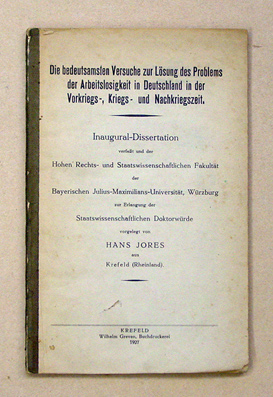 Die bedeutsamsten Versuche zur Lösung des Problems
der Arbeitslosigkeit in Deutschland in der
Vorkriegs-, Kriegs- und Nachkriegszeit.
Inaugural-Dissertation
verfaßt und der
Hohen Rechts- und Staatswissenschaftlichen Fakultät
der
Bayerischen Julius-Maximilians-Universität, Würzburg
zur Erlangung der
Staatswissenschaftlichen Doktorwürde
vorgelegt von
HANS JORES
aus
Krefeld (Rheinland).
KREFELD
Wilhelm Greven, Buchdruckerei
1927